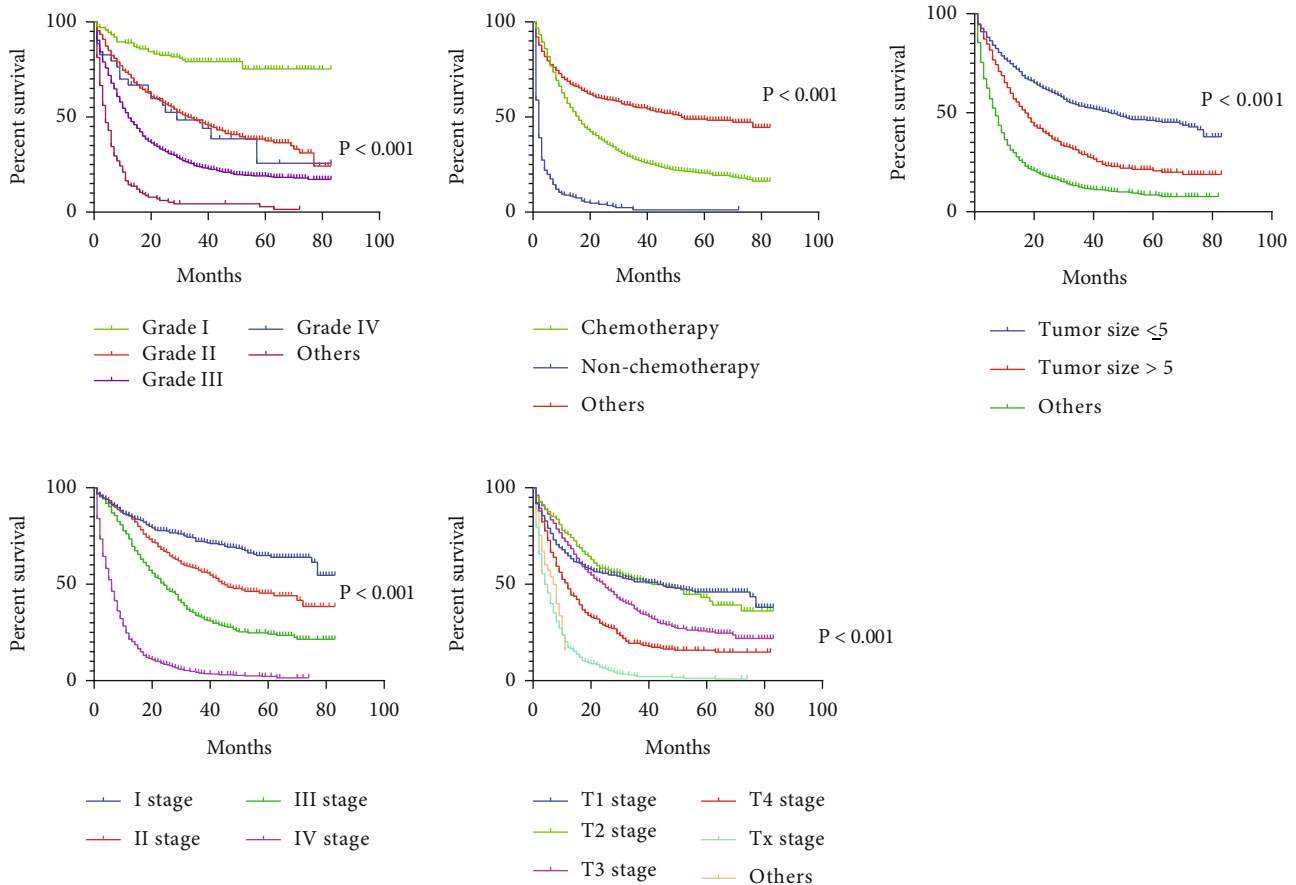 Percent survival
100
50
0
0 20 40 60 80 100
Months
P < 0.001
Grade I
Grade II
Grade III
Grade IV
Others
Percent survival
100
50
0
0 20 40 60 80 100
Months
P < 0.001
Chemotherapy
Non-chemotherapy
Others
Percent survival
100
50
0
0 20 40 60 80 100
Months
P < 0.001
Tumor size ≤5
Tumor size > 5
Others
Percent survival
100
50
0
0 20 40 60 80 100
Months
P < 0.001
I stage
II stage
III stage
IV stage
Percent survival
100
50
0
0 20 40 60 80 100
Months
P < 0.001
T1 stage
T2 stage
T3 stage
T4 stage
Tx stage
Others